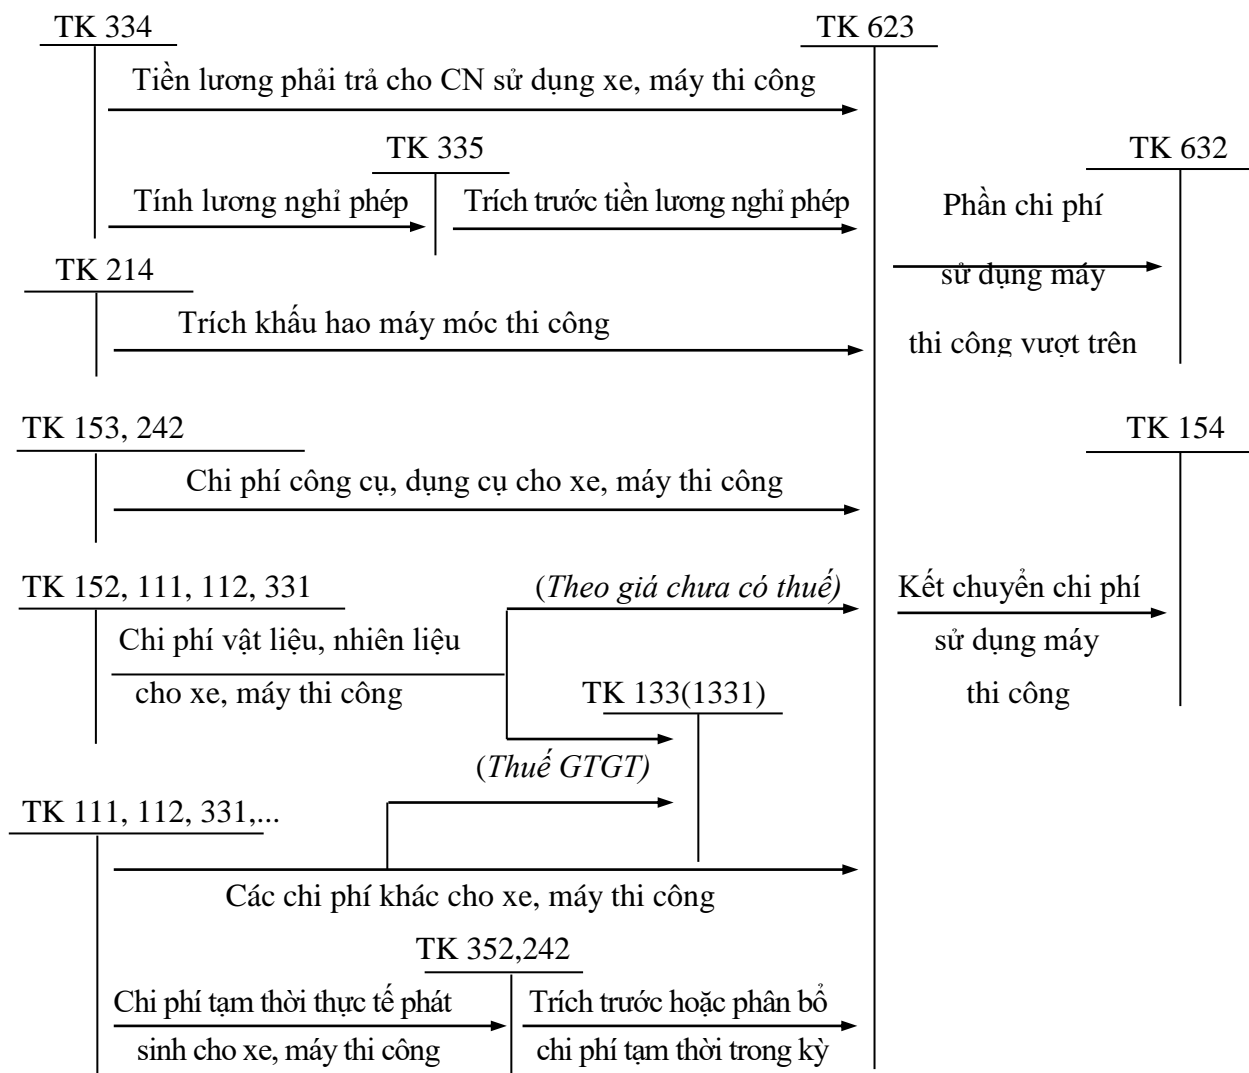 TK 334
TK 623
Tiền lương phải trả cho CN sử dụng xe, máy thi công
TK 335
TK 632
Tính lương nghỉ phép
Trích trước tiền lương nghỉ phép
Phần chi phí
sử dụng máy
thi công vượt trên
TK 214
Trích khấu hao máy móc thi công
TK 153, 242
TK 154
Chi phí công cụ, dụng cụ cho xe, máy thi công
TK 152, 111, 112, 331
(Theo giá chưa có thuế)
Kết chuyển chi phí
sử dụng máy
thi công
Chi phí vật liệu, nhiên liệu
cho xe, máy thi công
TK 133(1331)
(Thuế GTGT)
TK 111, 112, 331,...
Các chi phí khác cho xe, máy thi công
TK 352,242
Chi phí tạm thời thực tế phát
sinh cho xe, máy thi công
Trích trước hoặc phân bổ
chi phí tạm thời trong kỳ